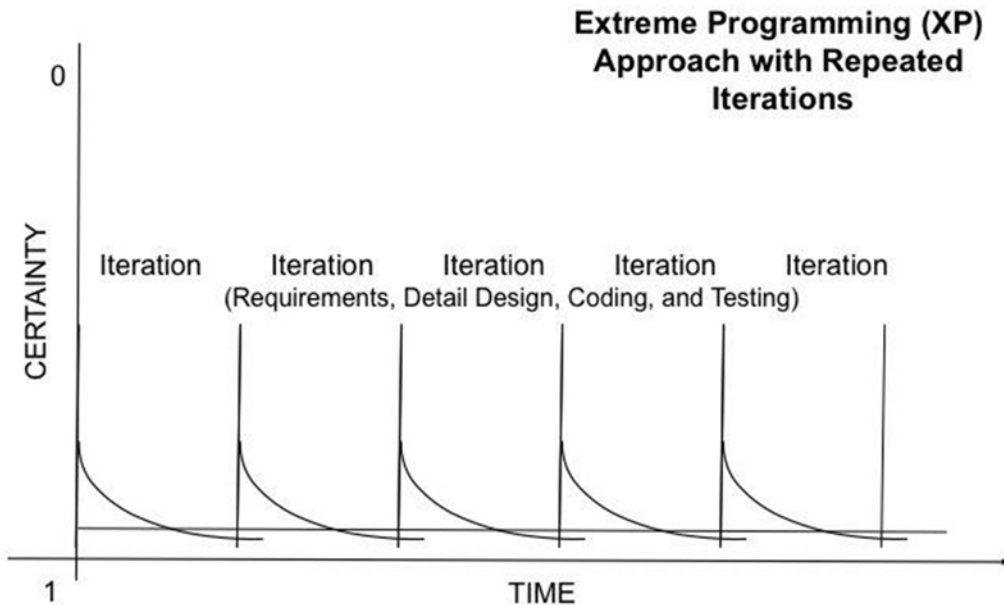 Extreme Programming (XP)
Approach with Repeated
Iterations
0
CERTAINTY
Iteration Iteration Iteration Iteration Iteration
(Requirements, Detail Design, Coding, and Testing)
1
TIME